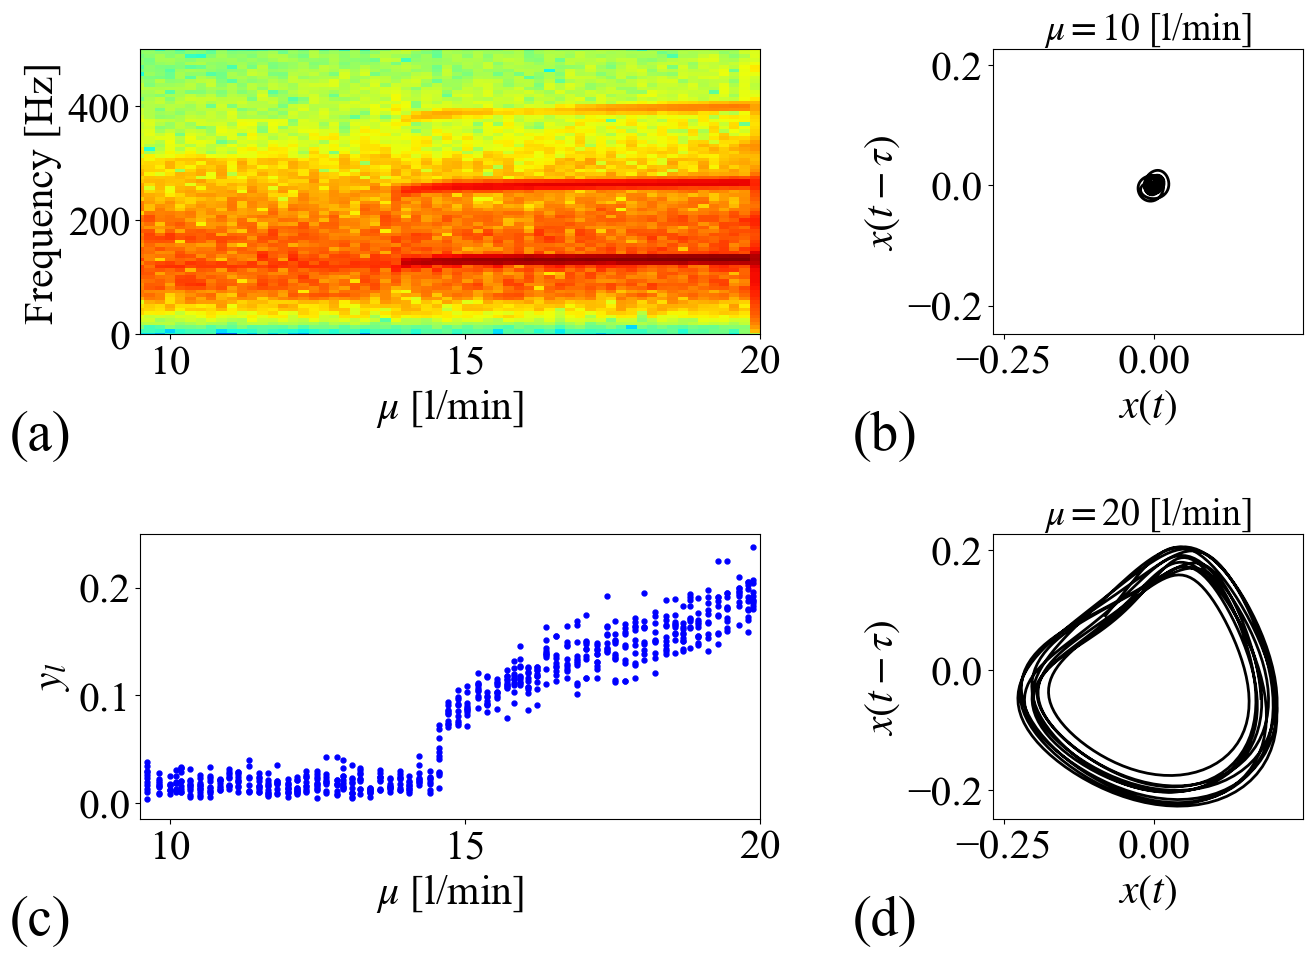 Frequency [Hz]
400
200
0
10 15 20
μ [l/min]
(a)
μ = 10 [l/min]
x(t − τ)
0.2
0.0
−0.2
−0.25 0.00
x(t)
(b)
y_l
0.2
0.1
0.0
10 15 20
μ [l/min]
(c)
μ = 20 [l/min]
x(t − τ)
0.2
0.0
−0.2
−0.25 0.00
x(t)
(d)